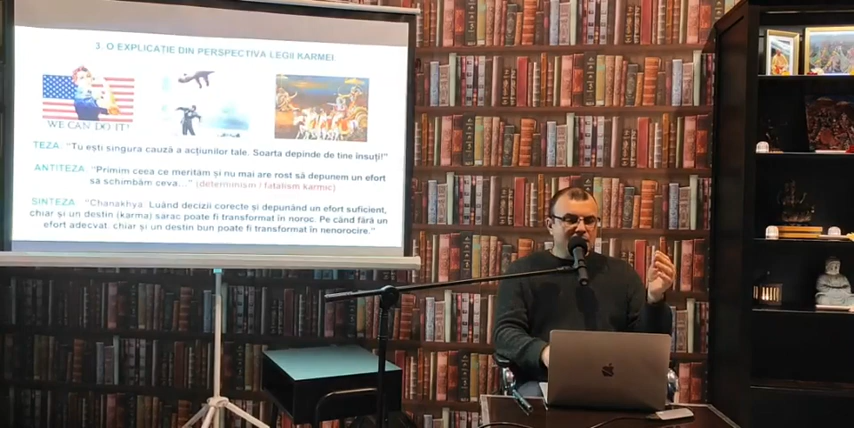 3. O EXPLICAȚIE DIN PERSPECTIVA LEGII KARMEI
WE CAN DO IT!
TEZA: "Tu ești singura cauză a acțiunilor tale. Soarta depinde de tine însuți!"
ANTITEZA: "Primim ceea ce merităm și nu mai are rost să depunem un efort
să schimbăm ceva..." (determinism / fatalism karmic)
SINTEZA: "Chanakhya: Luând decizii corecte și depunând un efort suficient,
chiar și un destin (karma) sarac poate fi transformat în noroc. Pe când fără un
efort adecvat, chiar și un destin bun poate fi transformat în nenorocire."